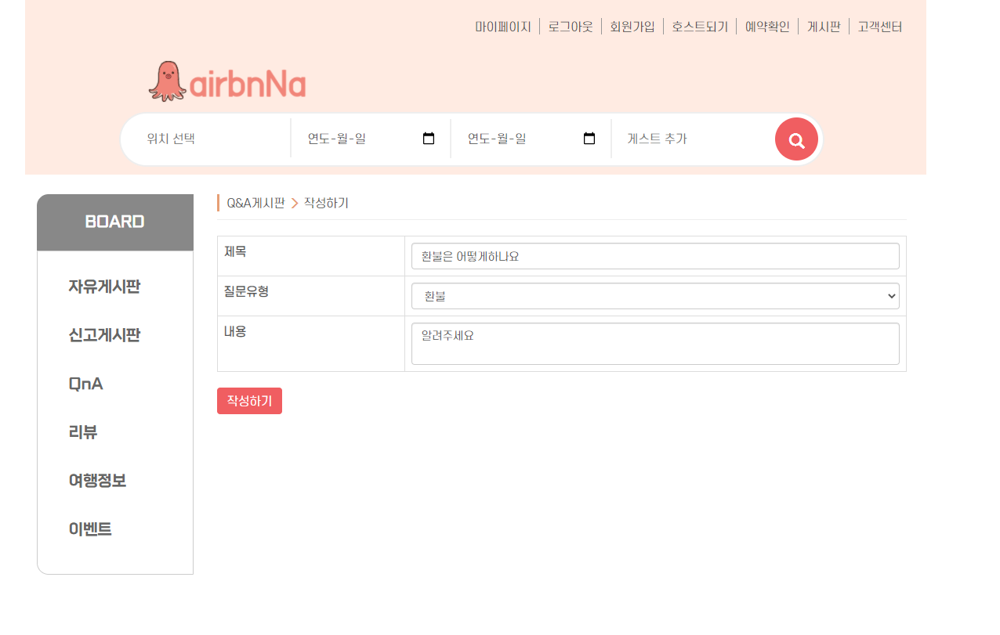 마이페이지 로그아웃 회원가입 호스트되기 예약확인 게시판 고객센터
airbnNa
위치 선택 연도-월-일 연도-월-일 게스트 추가
BOARD
자유게시판
신고게시판
QnA
리뷰
여행정보
이벤트
Q&A게시판 > 작성하기
제목 환불은 어떻게하나요
질문유형 환불
내용 알려주세요
작성하기